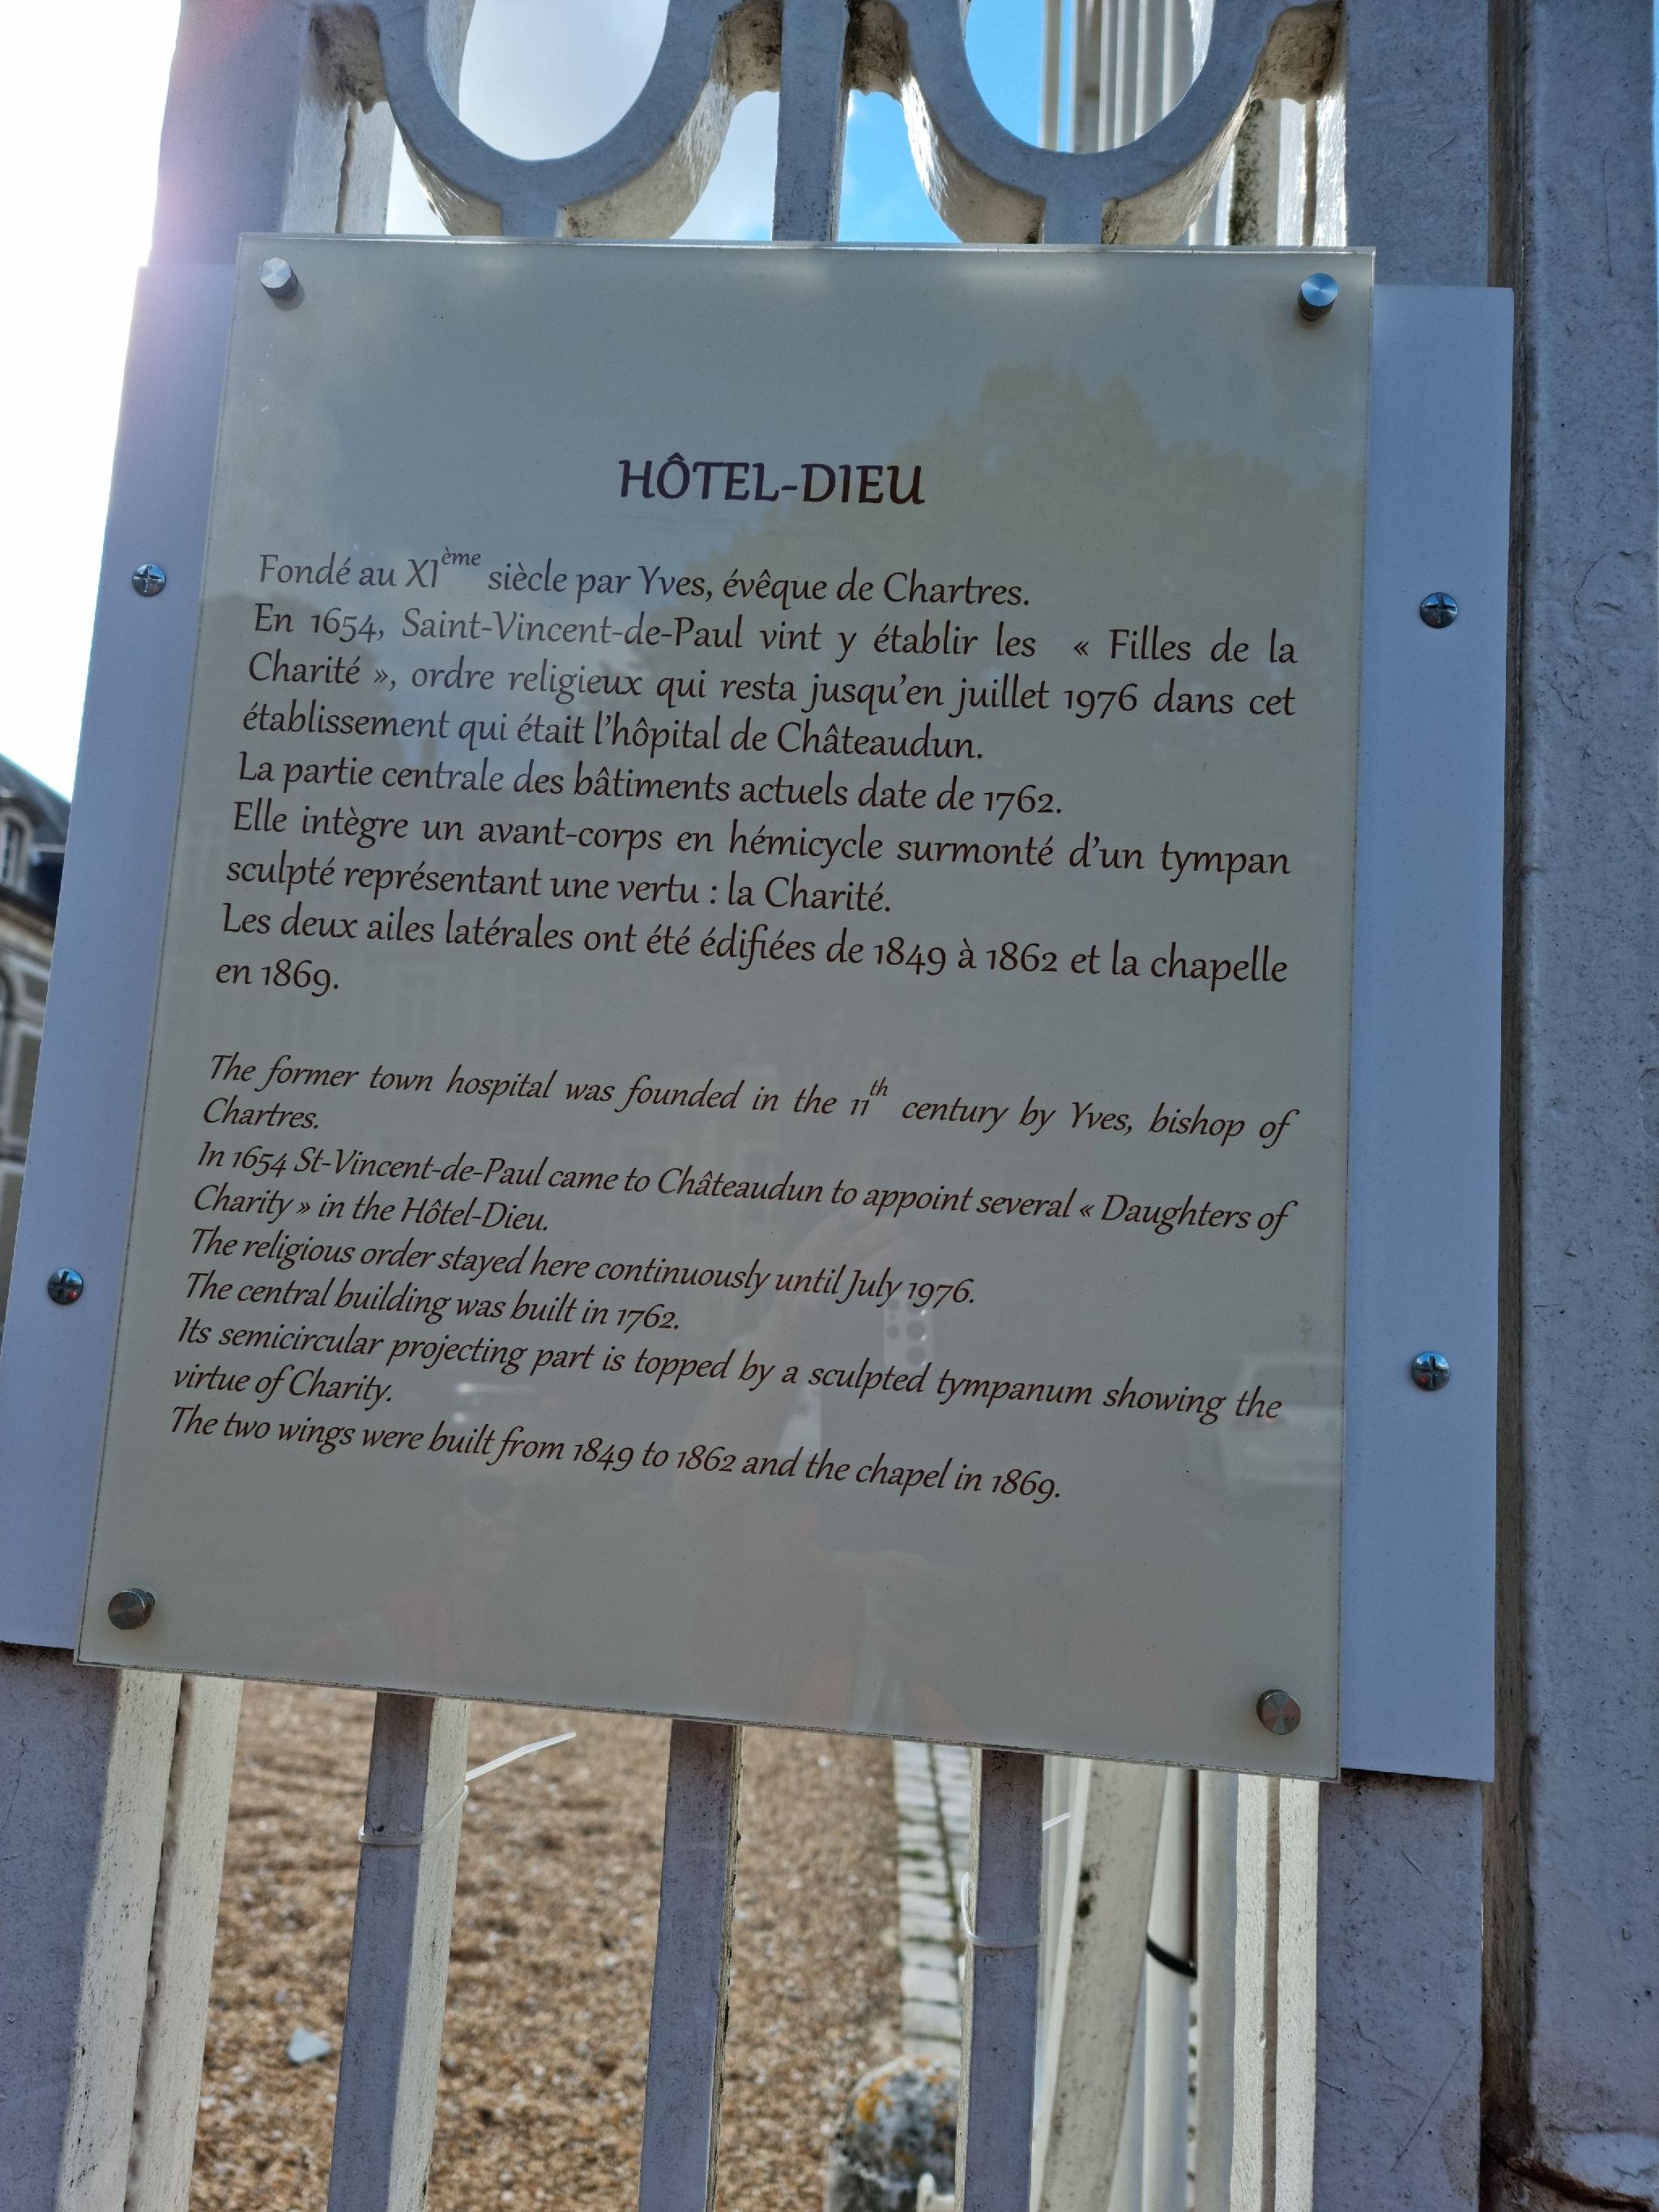 HÔTEL-DIEU
Fondé au XIème siècle par Yves, évêque de Chartres.
En 1654, Saint-Vincent-de-Paul vint y établir les « Filles de la
Charité », ordre religieux qui resta jusqu'en juillet 1976 dans cet
établissement qui était l'hôpital de Châteaudun.
La partie centrale des bâtiments actuels date de 1762.
Elle intègre un avant-corps en hémicycle surmonté d'un tympan
sculpté représentant une vertu : la Charité.
Les deux ailes latérales ont été édifiées de 1849 à 1862 et la chapelle
en 1869.
The former town hospital was founded in the 11th century by Yves, bishop of
Chartres.
In 1654 St-Vincent-de-Paul came to Châteaudun to appoint several « Daughters of
Charity » in the Hôtel-Dieu.
The religious order stayed here continuously until July 1976.
The central building was built in 1762.
Its semicircular projecting part is topped by a sculpted tympanum showing the
virtue of Charity.
The two wings were built from 1849 to 1862 and the chapel in 1869.